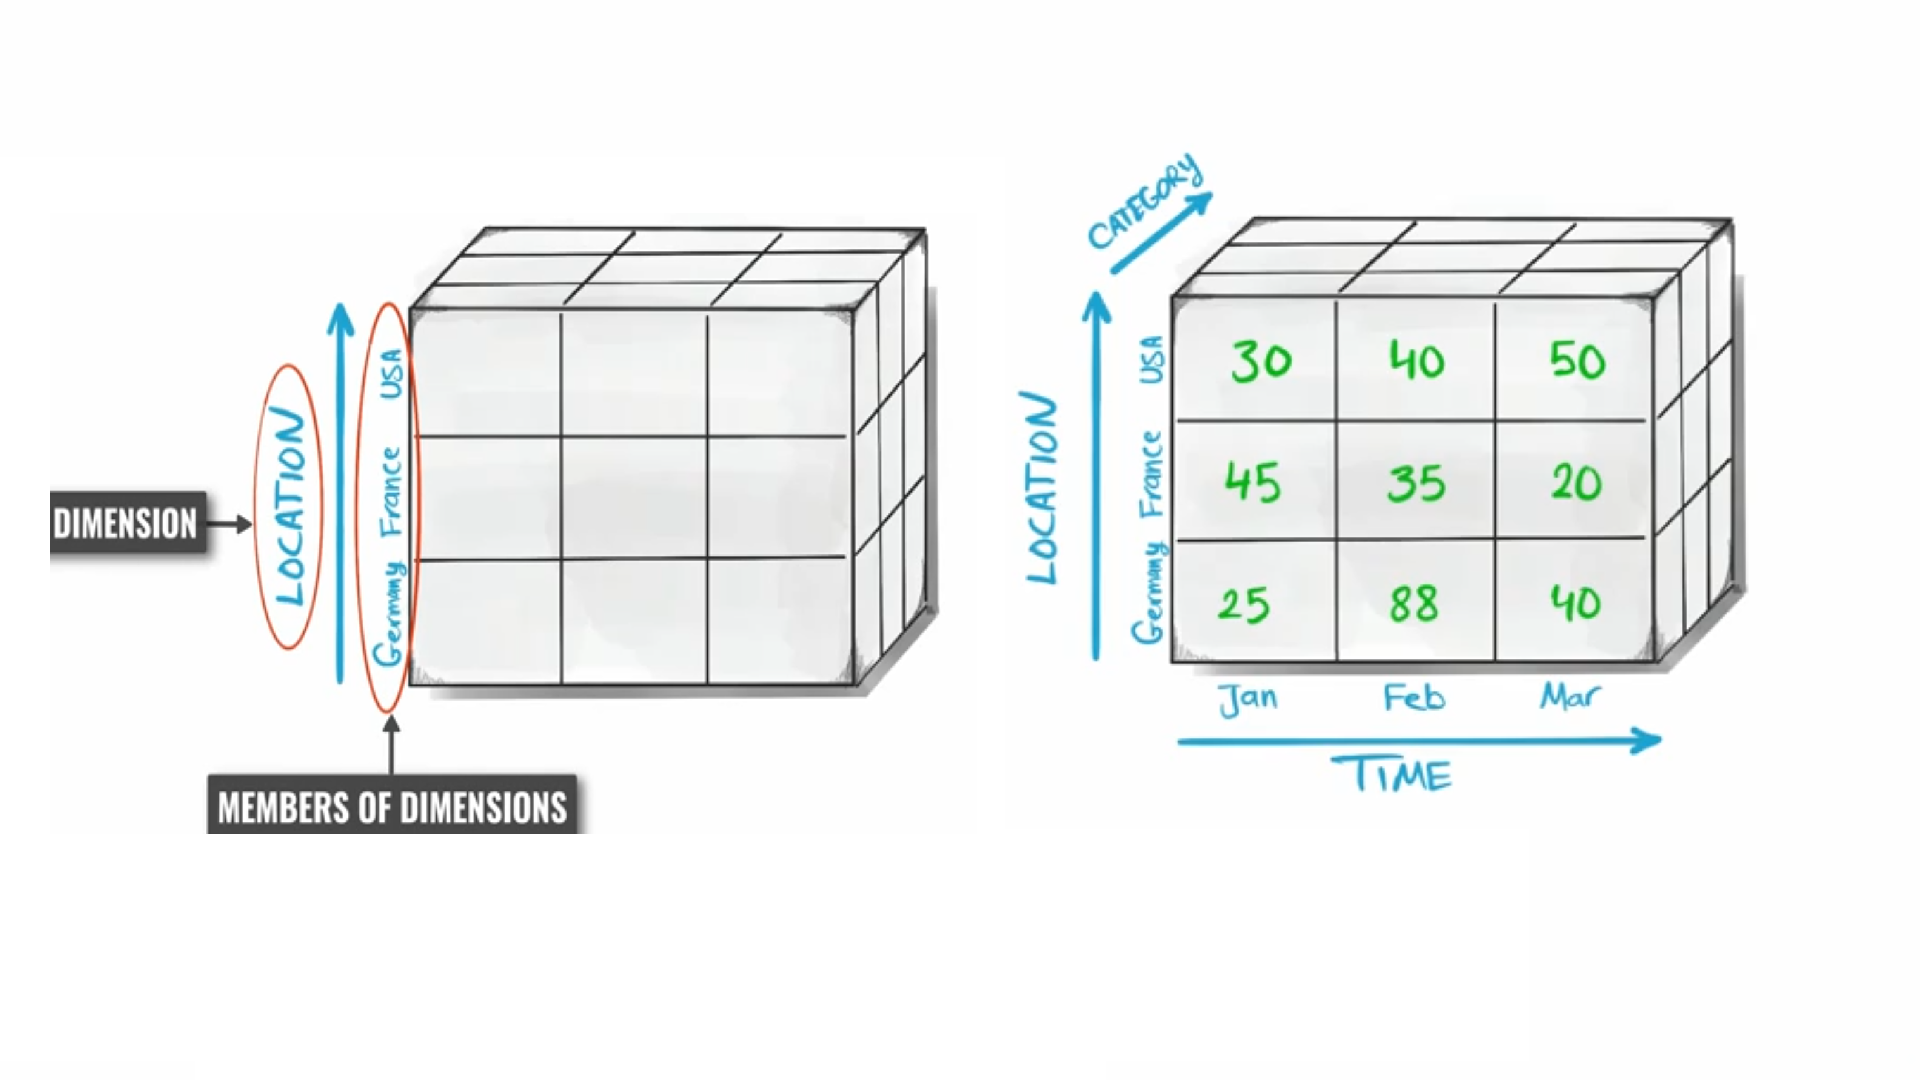 DIMENSION
LOCATION
USA
France
Germany
MEMBERS OF DIMENSIONS
CATEGORY
LOCATION
USA
France
Germany
30 40 50
45 35 20
25 88 40
Jan Feb Mar
TIME